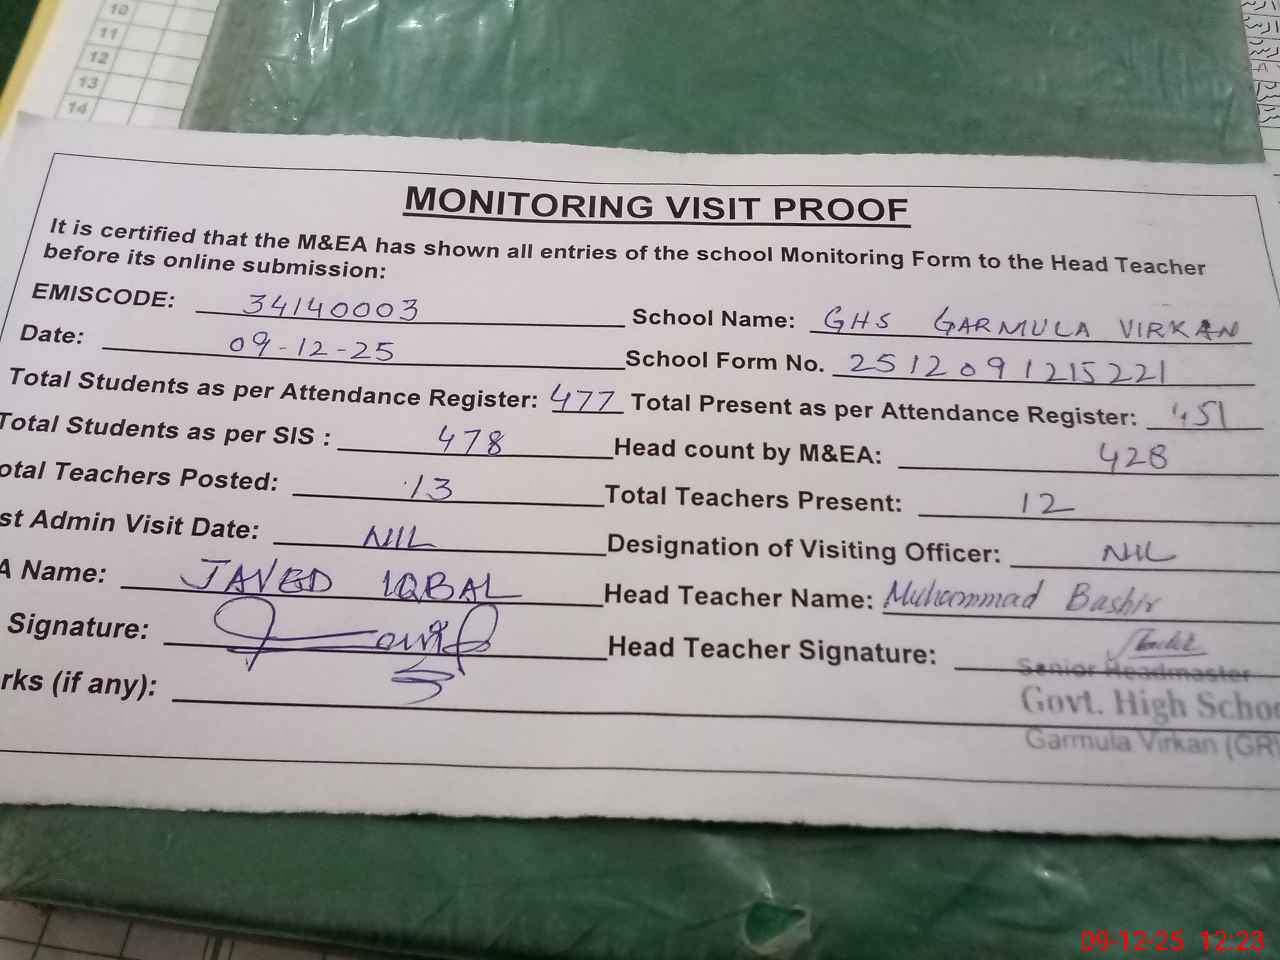 10
11
12
13
14
MONITORING VISIT PROOF
It is certified that the M&EA has shown all entries of the school Monitoring Form to the Head Teacher
before its online submission:
EMISCODE: 34140003 School Name: GHS GARMULA VIRKAN
Date: 09-12-25 School Form No. 2512091215221
Total Students as per Attendance Register: 477 Total Present as per Attendance Register: 451
Total Students as per SIS : 478 Head count by M&EA: 428
otal Teachers Posted: 13 Total Teachers Present: 12
st Admin Visit Date: NIL Designation of Visiting Officer: NIL
A Name: JAVED IQBAL Head Teacher Name: Muhammad Bashir
Signature: Head Teacher Signature:
Senior Headmaster
rks (if any): Govt. High Schoo
Garmula Virkan (GR
09-12-25 12:23